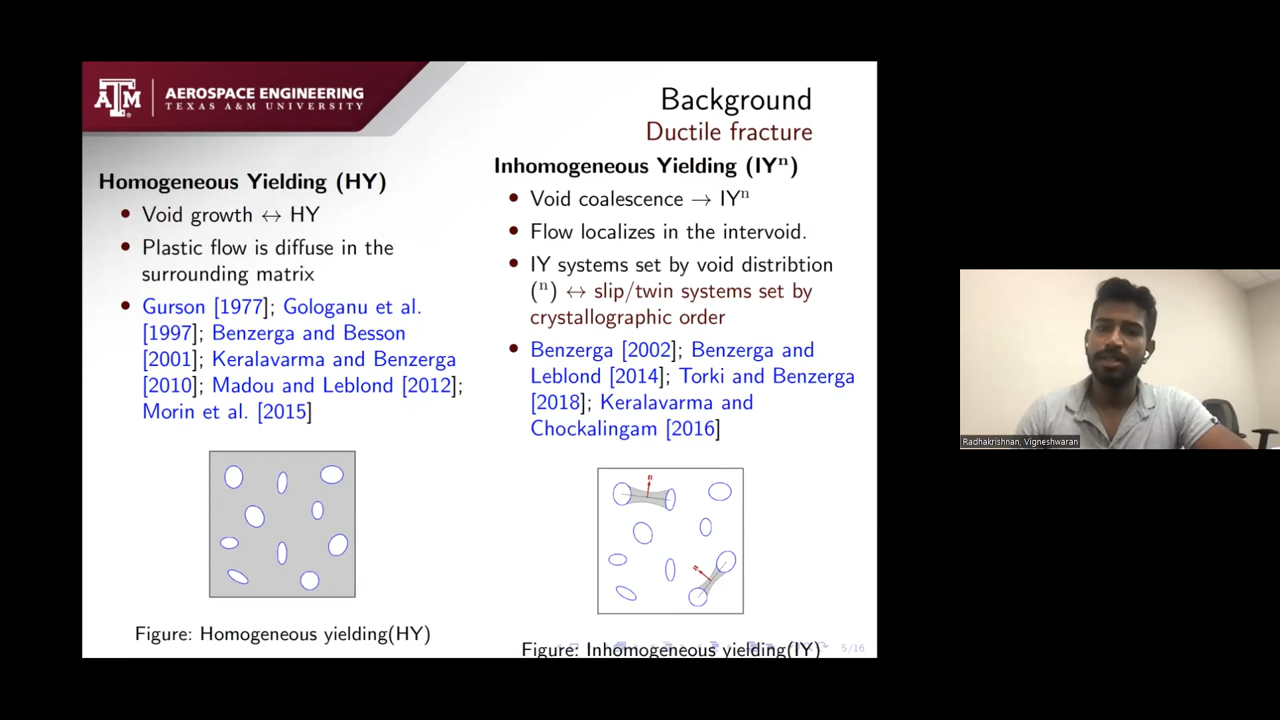 AEROSPACE ENGINEERING
TEXAS A&M UNIVERSITY
Background
Ductile fracture
Homogeneous Yielding (HY)
• Void growth ↔ HY
• Plastic flow is diffuse in the
surrounding matrix
• Gurson [1977]; Gologanu et al.
[1997]; Benzerga and Besson
[2001]; Keralavarma and Benzerga
[2010]; Madou and Leblond [2012];
Morin et al. [2015]
Figure: Homogeneous yielding(HY)
Inhomogeneous Yielding (IYⁿ)
• Void coalescence → IYⁿ
• Flow localizes in the intervoid.
• IY systems set by void distribtion
(ⁿ) ↔ slip/twin systems set by
crystallographic order
• Benzerga [2002]; Benzerga and
Leblond [2014]; Torki and Benzerga
[2018]; Keralavarma and
Chockalingam [2016]
n
n
Figure: Inhomogeneous yielding(IY)
5/16
Radhakrishnan, Vigneshwaran